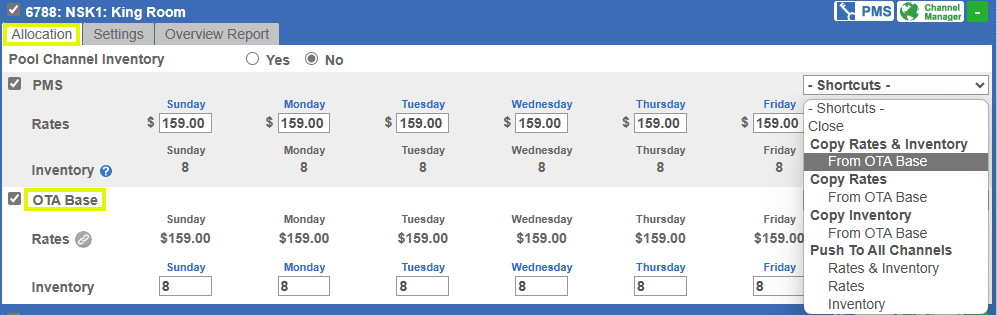 6788: NSK1: King Room PMS Channel Manager -
Allocation Settings Overview Report
Pool Channel Inventory Yes No
PMS - Shortcuts -
Sunday Monday Tuesday Wednesday Thursday Friday
Rates $ 159.00 $ 159.00 $ 159.00 $ 159.00 $ 159.00 $ 159.00
Sunday Monday Tuesday Wednesday Thursday Friday
Inventory ? 8 8 8 8 8 8
OTA Base
Sunday Monday Tuesday Wednesday Thursday Friday
Rates $159.00 $159.00 $159.00 $159.00 $159.00 $159.00
Sunday Monday Tuesday Wednesday Thursday Friday
Inventory 8 8 8 8 8 8
- Shortcuts -
Close
Copy Rates & Inventory
From OTA Base
Copy Rates
From OTA Base
Copy Inventory
From OTA Base
Push To All Channels
Rates & Inventory
Rates
Inventory